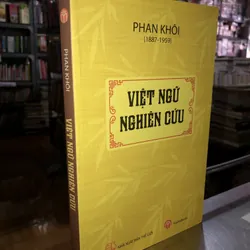 PHAN KHÔI
(1887-1959)
VIỆT NGỮ
NGHIÊN CỨU
PHAN KHÔI
VIỆT NGỮ NGHIÊN CỨU